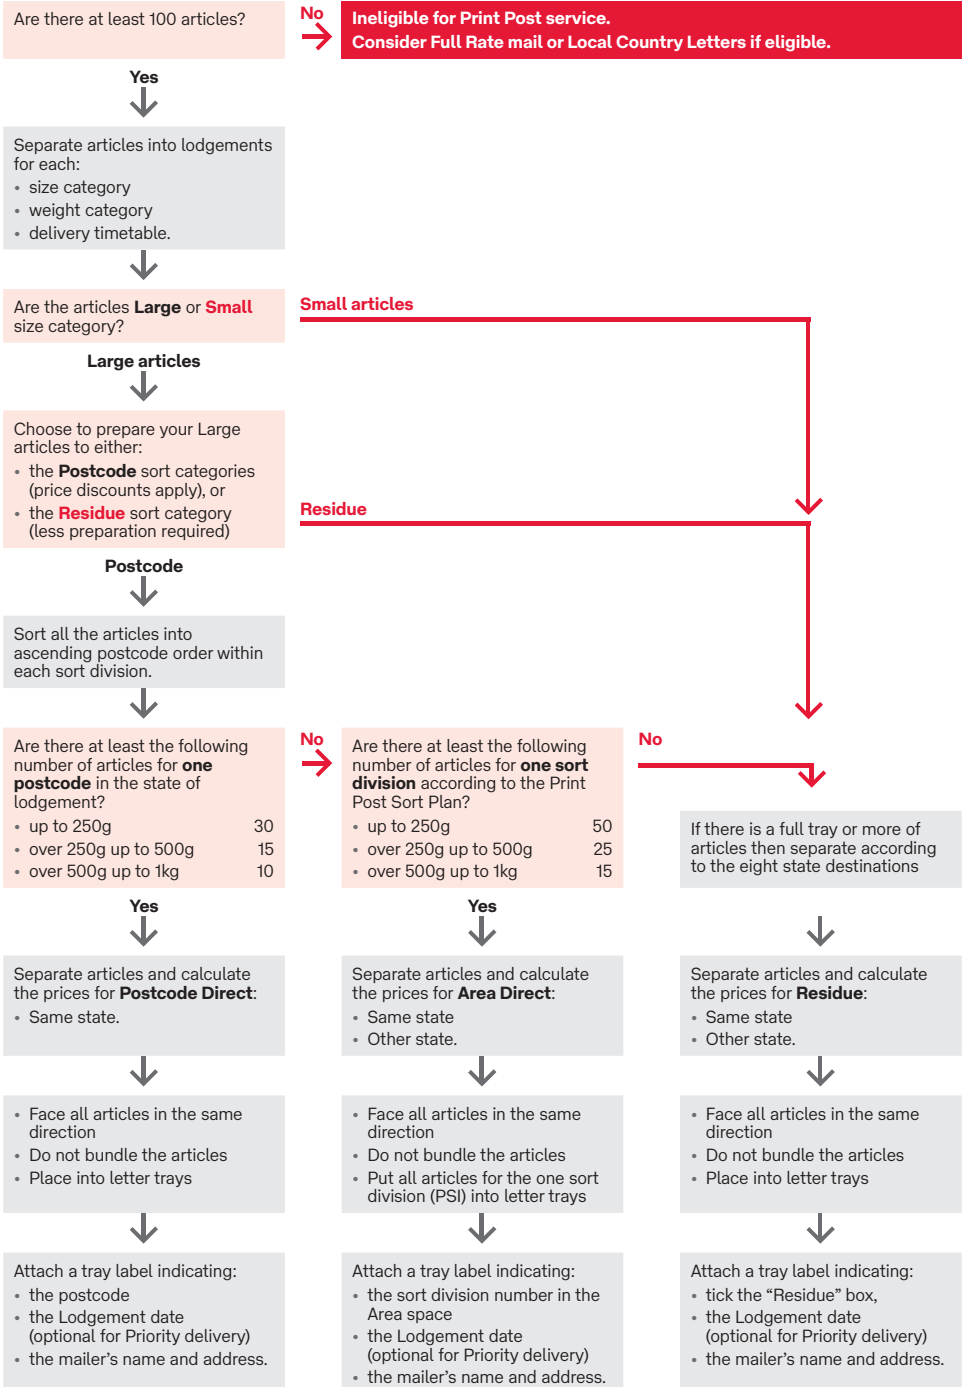 Are there at least 100 articles?
No
Ineligible for Print Post service.
Consider Full Rate mail or Local Country Letters if eligible.
Yes
Separate articles into lodgements
for each:
• size category
• weight category
• delivery timetable.
Are the articles Large or Small
size category?
Small articles
Large articles
Choose to prepare your Large
articles to either:
• the Postcode sort categories
(price discounts apply), or
• the Residue sort category
(less preparation required)
Residue
Postcode
Sort all the articles into
ascending postcode order within
each sort division.
Are there at least the following
number of articles for one
postcode in the state of
lodgement?
• up to 250g 30
• over 250g up to 500g 15
• over 500g up to 1kg 10
No
Are there at least the following
number of articles for one sort
division according to the Print
Post Sort Plan?
• up to 250g 50
• over 250g up to 500g 25
• over 500g up to 1kg 15
No
If there is a full tray or more of
articles then separate according
to the eight state destinations
Yes
Yes
Separate articles and calculate
the prices for Postcode Direct:
• Same state.
Separate articles and calculate
the prices for Area Direct:
• Same state
• Other state.
Separate articles and calculate
the prices for Residue:
• Same state
• Other state.
• Face all articles in the same
direction
• Do not bundle the articles
• Place into letter trays
• Face all articles in the same
direction
• Do not bundle the articles
• Put all articles for the one sort
division (PSI) into letter trays
• Face all articles in the same
direction
• Do not bundle the articles
• Place into letter trays
Attach a tray label indicating:
• the postcode
• the Lodgement date
(optional for Priority delivery)
• the mailer’s name and address.
Attach a tray label indicating:
• the sort division number in the
Area space
• the Lodgement date
(optional for Priority delivery)
• the mailer’s name and address.
Attach a tray label indicating:
• tick the “Residue” box,
• the Lodgement date
(optional for Priority delivery)
• the mailer’s name and address.